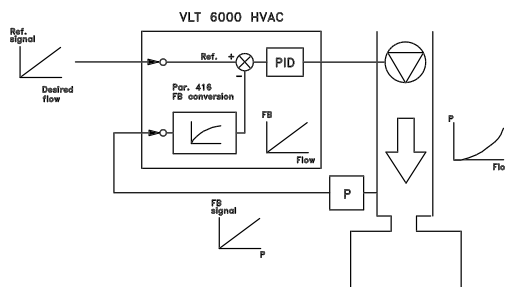 VLT 6000 HVAC
Ref.
signal
Desired
flow
Ref.
+
−
PID
Par. 416
FB conversion
FB
Flow
P
Flo
P
FB
signal
P